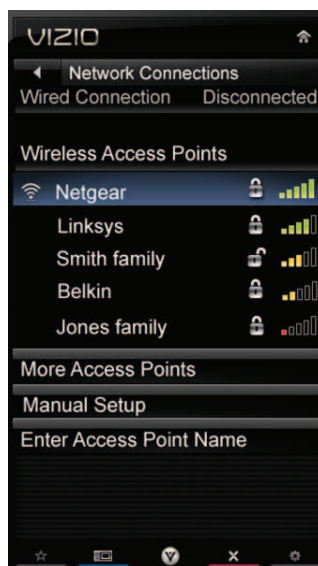 VIZIO
Network Connections
Wired Connection Disconnected
Wireless Access Points
Netgear
Linksys
Smith family
Belkin
Jones family
More Access Points
Manual Setup
Enter Access Point Name
V